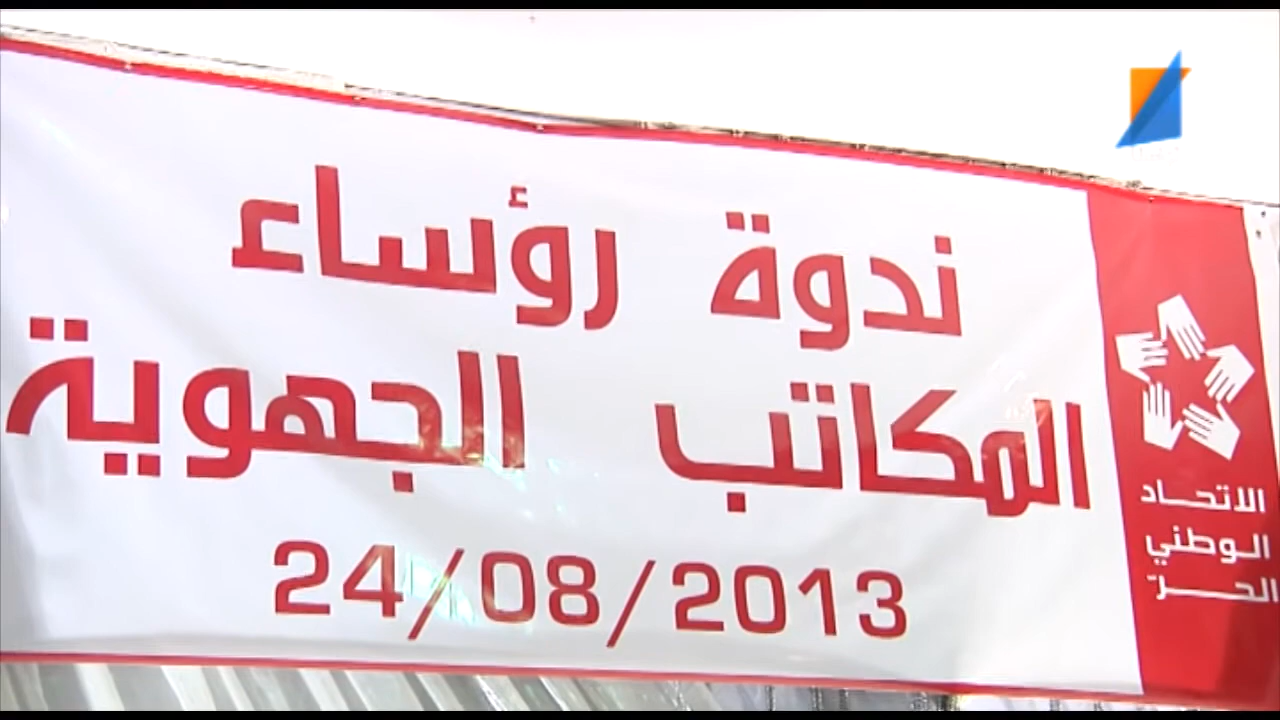 ندوة رؤساء
المكاتب الجهوية
24/08/2013
الاتحاد
الوطني
الحرّ